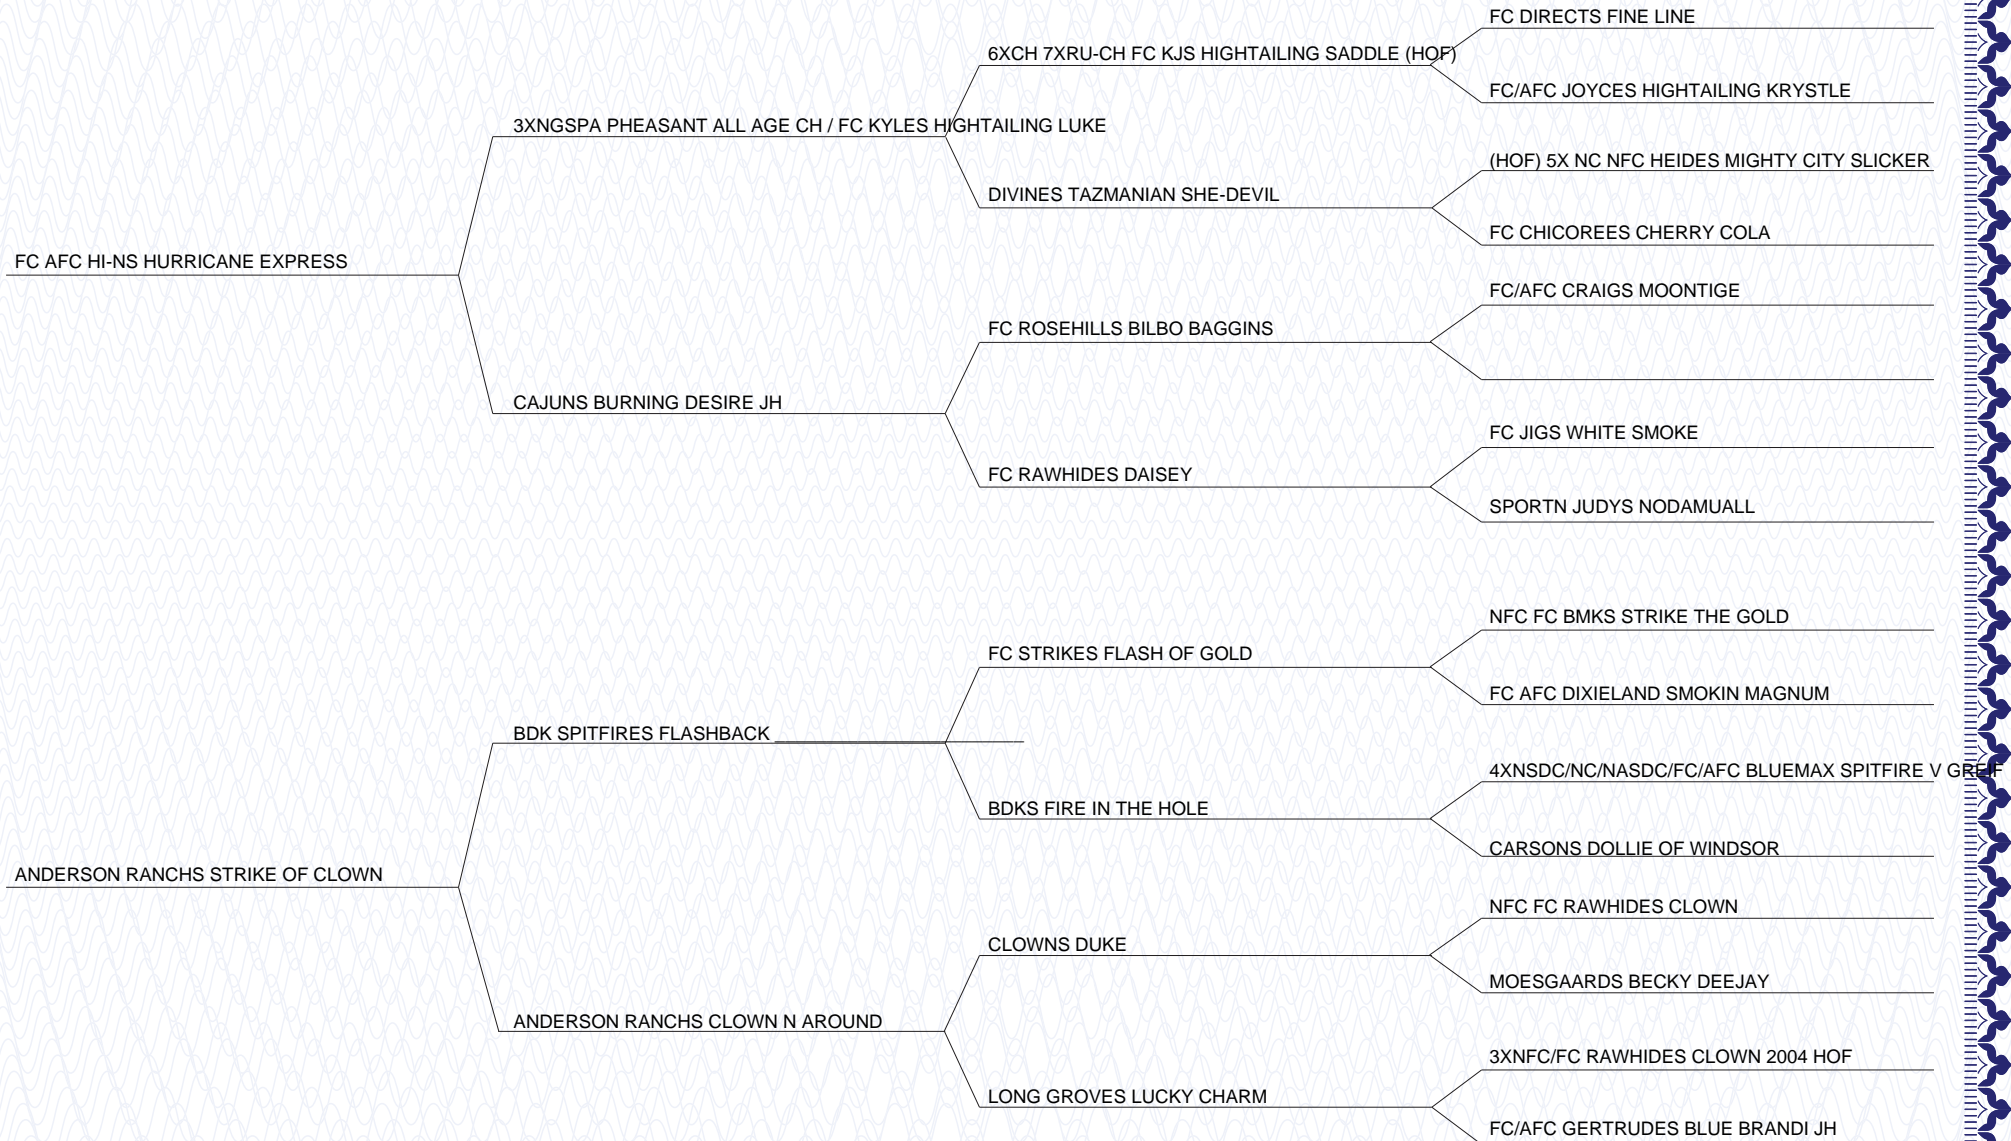 FC DIRECTS FINE LINE
6XCH 7XRU-CH FC KJS HIGHTAILING SADDLE (HOF)
FC/AFC JOYCES HIGHTAILING KRYSTLE
3XNGSPA PHEASANT ALL AGE CH / FC KYLES HIGHTAILING LUKE
(HOF) 5X NC NFC HEIDES MIGHTY CITY SLICKER
DIVINES TAZMANIAN SHE-DEVIL
FC CHICOREES CHERRY COLA
FC AFC HI-NS HURRICANE EXPRESS
FC/AFC CRAIGS MOONTIGE
FC ROSEHILLS BILBO BAGGINS
CAJUNS BURNING DESIRE JH
FC JIGS WHITE SMOKE
FC RAWHIDES DAISEY
SPORTN JUDYS NODAMUALL
NFC FC BMKS STRIKE THE GOLD
FC STRIKES FLASH OF GOLD
FC AFC DIXIELAND SMOKIN MAGNUM
BDK SPITFIRES FLASHBACK
4XNSDC/NC/NASDC/FC/AFC BLUEMAX SPITFIRE V GREIF
BDKS FIRE IN THE HOLE
CARSONS DOLLIE OF WINDSOR
ANDERSON RANCHS STRIKE OF CLOWN
NFC FC RAWHIDES CLOWN
CLOWNS DUKE
MOESGAARDS BECKY DEEJAY
ANDERSON RANCHS CLOWN N AROUND
3XNFC/FC RAWHIDES CLOWN 2004 HOF
LONG GROVES LUCKY CHARM
FC/AFC GERTRUDES BLUE BRANDI JH